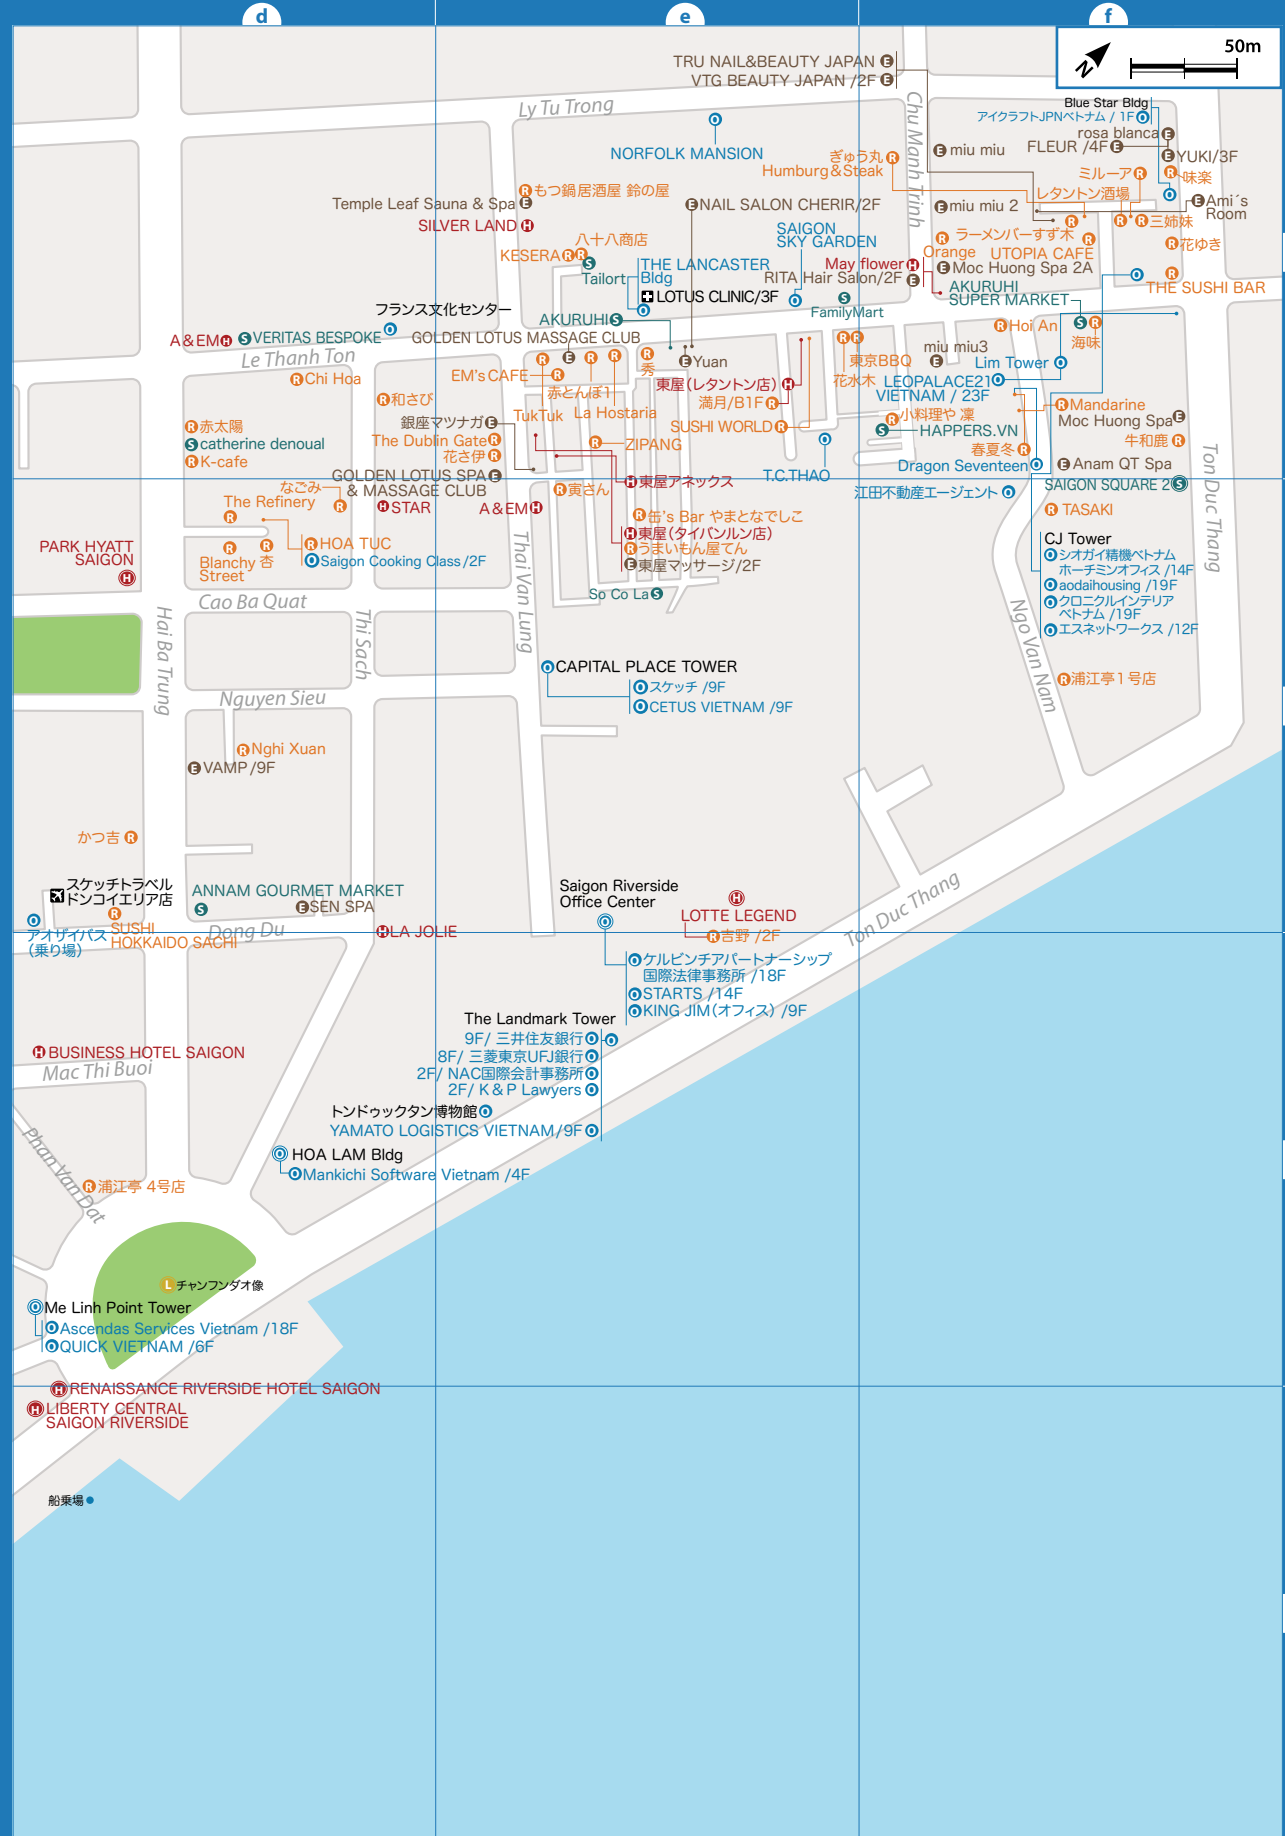 d
e
f
50m
N
TRU NAIL&BEAUTY JAPAN E
VTG BEAUTY JAPAN /2F E
Ly Tu Trong
Chu Manh Trinh
NORFOLK MANSION
Blue Star Bldg
アイクラフトJPNベトナム / 1F
rosa blanca
FLEUR /4F
YUKI/3F
miu miu
ぎゅう丸
Humburg&Steak
ミルーア
味楽
レタントン酒場
Ami´s
Room
もつ鍋居酒屋 鈴の屋
Temple Leaf Sauna & Spa
NAIL SALON CHERIR/2F
miu miu 2
三姉妹
SILVER LAND
SAIGON
SKY GARDEN
八十八商店
KESERA
ラーメンバーすず木
花ゆき
Orange
UTOPIA CAFE
Tailort
THE LANCASTER
Bldg
May flower
Moc Huong Spa 2A
RITA Hair Salon/2F
THE SUSHI BAR
AKURUHI
SUPER MARKET
LOTUS CLINIC/3F
FamilyMart
フランス文化センター
AKURUHI
Hoi An
海味
A&EM
VERITAS BESPOKE
GOLDEN LOTUS MASSAGE CLUB
Le Thanh Ton
Yuan
秀
miu miu3
東京BBQ
Lim Tower
Chi Hoa
EM's CAFE
花水木
東屋(レタントン店)
LEOPALACE21
VIETNAM / 23F
赤とんぼ1
和さび
満月/B1F
TukTuk
La Hostaria
小料理や 凜
Mandarine
Moc Huong Spa
赤太陽
銀座マツナガ
SUSHI WORLD
HAPPERS.VN
catherine denoual
The Dublin Gate
ZIPANG
牛和鹿
花さ伊
春夏冬
K-cafe
Dragon Seventeen
Anam QT Spa
GOLDEN LOTUS SPA
& MASSAGE CLUB
T.C.THAO
東屋アネックス
SAIGON SQUARE 2
なごみ
寅さん
江田不動産エージェント
The Refinery
STAR
A&EM
TASAKI
Ton Duc Thang
缶's Bar やまとなでしこ
東屋(タイバンルン店)
うまいもん屋てん
東屋マッサージ/2F
PARK HYATT
SAIGON
HOA TUC
Saigon Cooking Class/2F
Blanchy
Street
杏
CJ Tower
シオガイ精機ベトナム
ホーチミンオフィス /14F
aodaihousing /19F
クロニクルインテリア
ベトナム /19F
エスネットワークス /12F
So Co La
Cao Ba Quat
Thai Van Lung
Hai Ba Trung
Thi Sach
Ngo Van Nam
CAPITAL PLACE TOWER
スケッチ /9F
CETUS VIETNAM /9F
浦江亭1号店
Nguyen Sieu
Nghi Xuan
VAMP /9F
かつ吉
スケッチトラベル
ドンコイエリア店
ANNAM GOURMET MARKET
SEN SPA
Saigon Riverside
Office Center
LOTTE LEGEND
吉野 /2F
Ton Duc Thang
アオザイバス
(乗り場)
SUSHI
HOKKAIDO SACHI
Dong Du
LA JOLIE
ケルビンチアパートナーシップ
国際法律事務所 /18F
STARTS /14F
KING JIM(オフィス) /9F
The Landmark Tower
9F/ 三井住友銀行
8F/ 三菱東京UFJ銀行
2F/ NAC国際会計事務所
2F/ K&P Lawyers
BUSINESS HOTEL SAIGON
Mac Thi Buoi
トンドゥックタン博物館
YAMATO LOGISTICS VIETNAM/9F
Phan Van Dat
HOA LAM Bldg
Mankichi Software Vietnam /4F
浦江亭 4号店
チャンフンダオ像
Me Linh Point Tower
Ascendas Services Vietnam /18F
QUICK VIETNAM /6F
RENAISSANCE RIVERSIDE HOTEL SAIGON
LIBERTY CENTRAL
SAIGON RIVERSIDE
船乗場